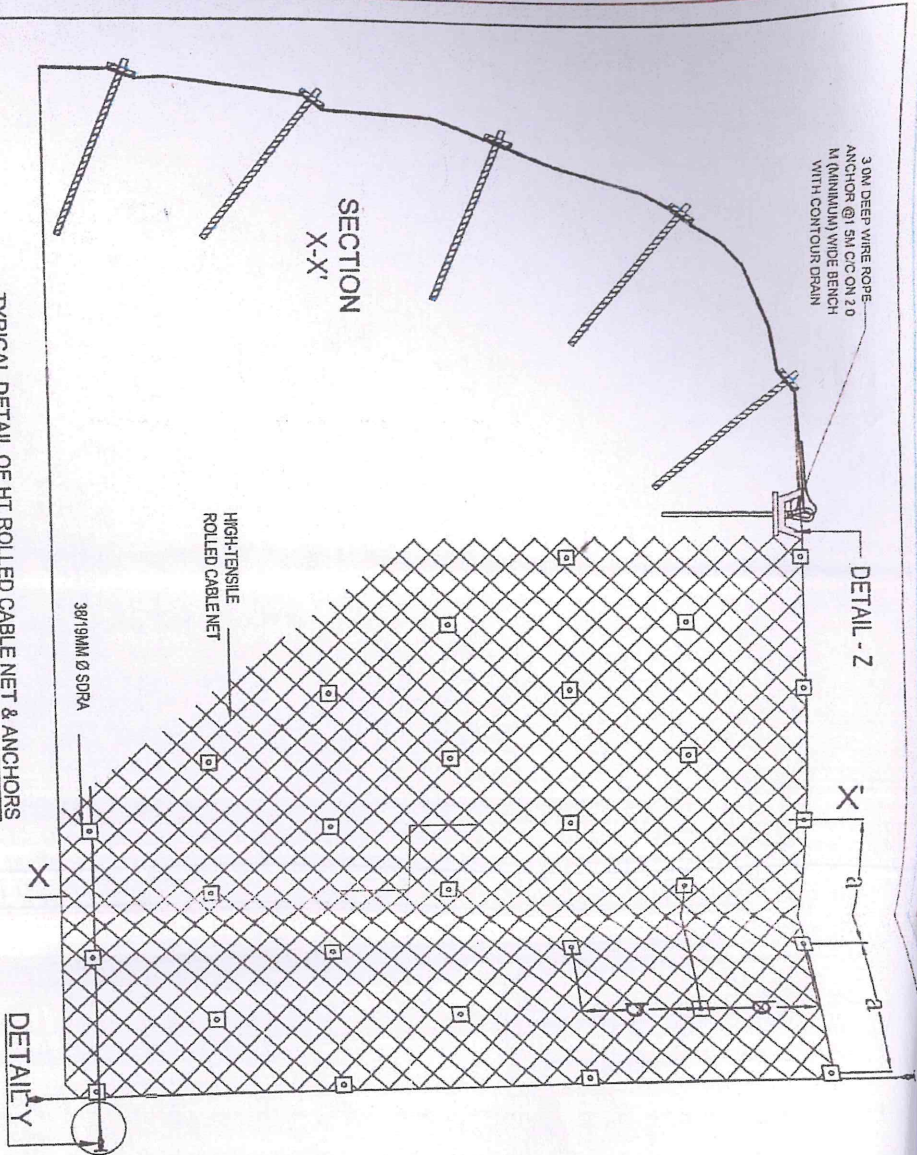 3.0M DEEP WIRE ROPE
ANCHOR @1.5M C/C ON 2.0
M (MINIMUM) WIDE BENCH
WITH CONTOUR DRAIN
DETAIL - Z
X'
a
a
SECTION
X-X'
HIGH-TENSILE
ROLLED CABLE NET
38/19MM Ø SDRA
X
DETAIL Y
TYPICAL DETAIL OF HT ROLLED CABLE NET & ANCHORS